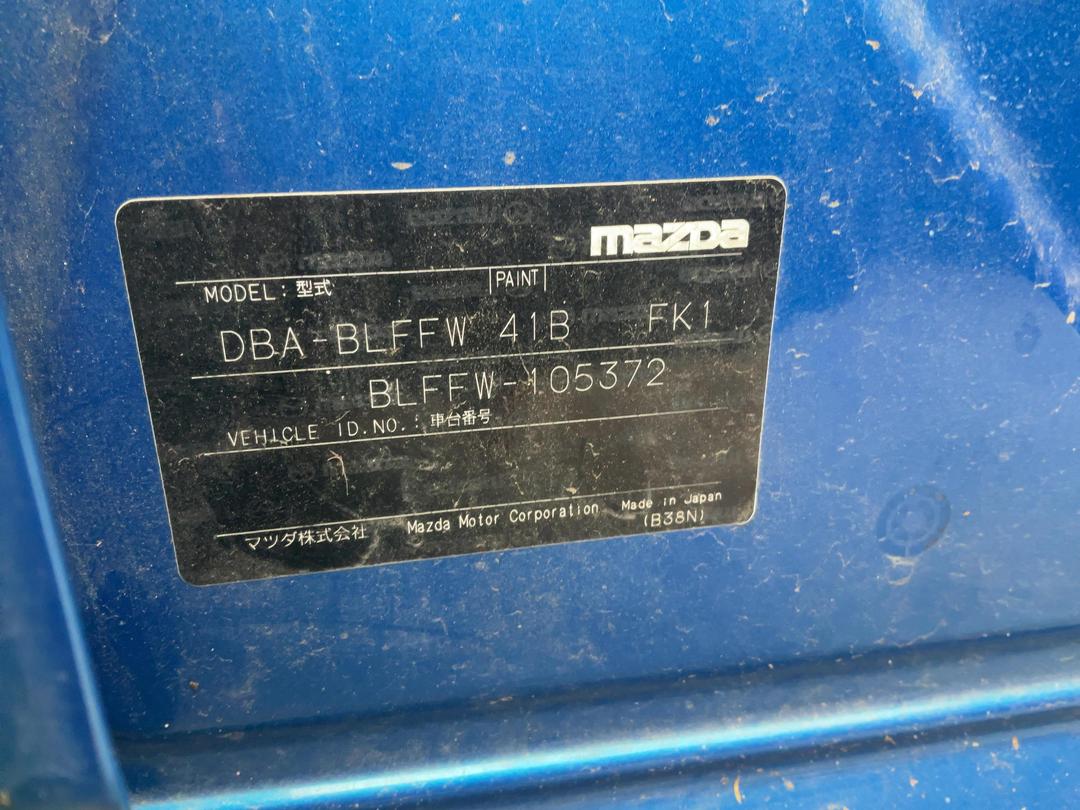 mazda
MODEL : 型式 PAINT
DBA-BLFFW 41B FK1
BLFFW-105372
VEHICLE ID.NO. : 車台番号
マツダ株式会社 Mazda Motor Corporation Made in Japan
(B38N)